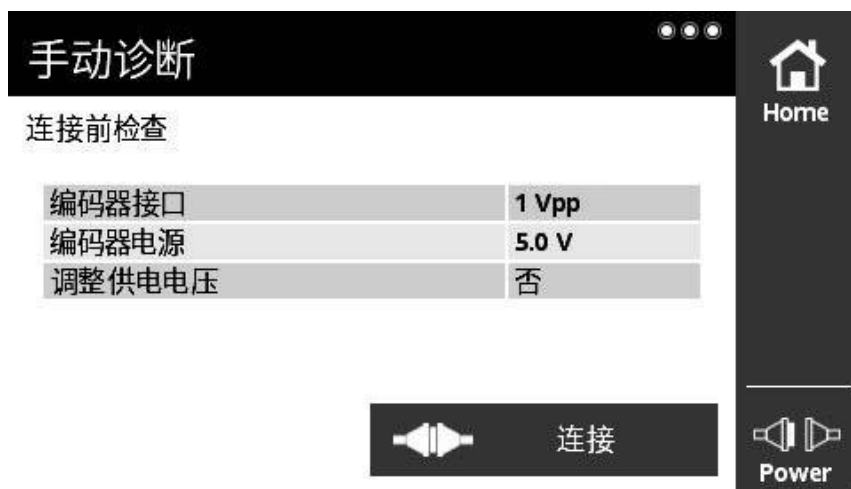 手动诊断
Home
连接前检查
编码器接口 1 Vpp
编码器电源 5.0 V
调整供电电压 否
连接
Power